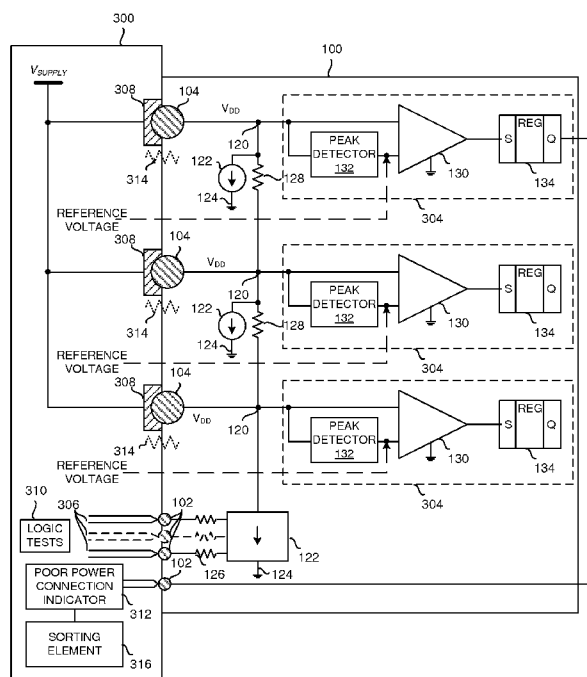 300
100
VSUPPLY
308
104
VDD
120
PEAK
DETECTOR
132
S
REG
Q
130
134
122
128
124
314
304
REFERENCE
VOLTAGE
308
104
VDD
120
PEAK
DETECTOR
132
S
REG
Q
130
134
122
128
124
314
304
REFERENCE
VOLTAGE
308
104
VDD
120
PEAK
DETECTOR
132
S
REG
Q
130
134
314
304
REFERENCE
VOLTAGE
310
306
102
LOGIC
TESTS
126
122
124
102
POOR POWER
CONNECTION
INDICATOR
312
SORTING
ELEMENT
316